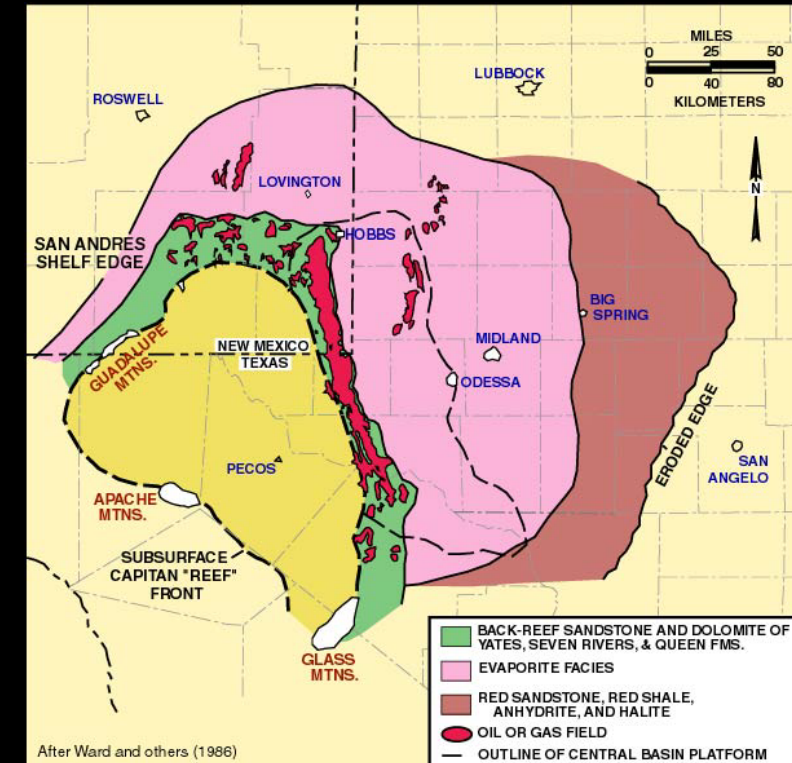 MILES
0 25 50
0 40 80
KILOMETERS
LUBBOCK
ROSWELL
N
LOVINGTON
HOBBS
SAN ANDRES
SHELF EDGE
BIG
SPRING
MIDLAND
NEW MEXICO
TEXAS
GUADALUPE
MTNS.
ODESSA
ERODED EDGE
PECOS
SAN
ANGELO
APACHE
MTNS.
SUBSURFACE
CAPITAN "REEF"
FRONT
GLASS
MTNS.
BACK-REEF SANDSTONE AND DOLOMITE OF
YATES, SEVEN RIVERS, & QUEEN FMS.
EVAPORITE FACIES
RED SANDSTONE, RED SHALE,
ANHYDRITE, AND HALITE
OIL OR GAS FIELD
OUTLINE OF CENTRAL BASIN PLATFORM
After Ward and others (1986)